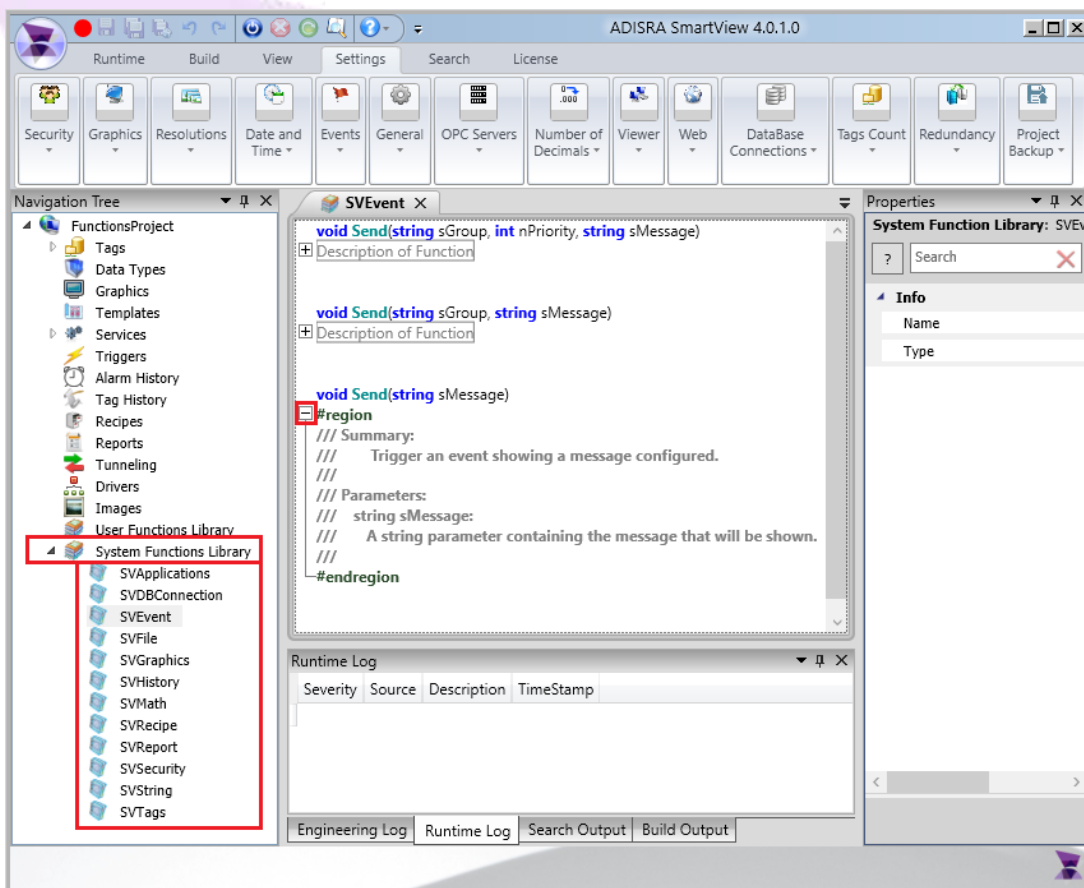 ADISRA SmartView 4.0.1.0
Runtime Build View Settings Search License
Security Graphics Resolutions Date and Time Events General OPC Servers Number of Decimals Viewer Web DataBase Connections Tags Count Redundancy Project Backup
.000
Navigation Tree
FunctionsProject
Tags
Data Types
Graphics
Templates
Services
Triggers
Alarm History
Tag History
Recipes
Reports
Tunneling
Drivers
Images
User Functions Library
System Functions Library
SVApplications
SVDBConnection
SVEvent
SVFile
SVGraphics
SVHistory
SVMath
SVRecipe
SVReport
SVSecurity
SVString
SVTags
SVEvent
void Send(string sGroup, int nPriority, string sMessage)
Description of Function
void Send(string sGroup, string sMessage)
Description of Function
void Send(string sMessage)
#region
/// Summary:
/// Trigger an event showing a message configured.
///
/// Parameters:
/// string sMessage:
/// A string parameter containing the message that will be shown.
///
#endregion
Runtime Log
Severity Source Description TimeStamp
Engineering Log Runtime Log Search Output Build Output
Properties
System Function Library: SVEv
? Search
Info
Name
Type